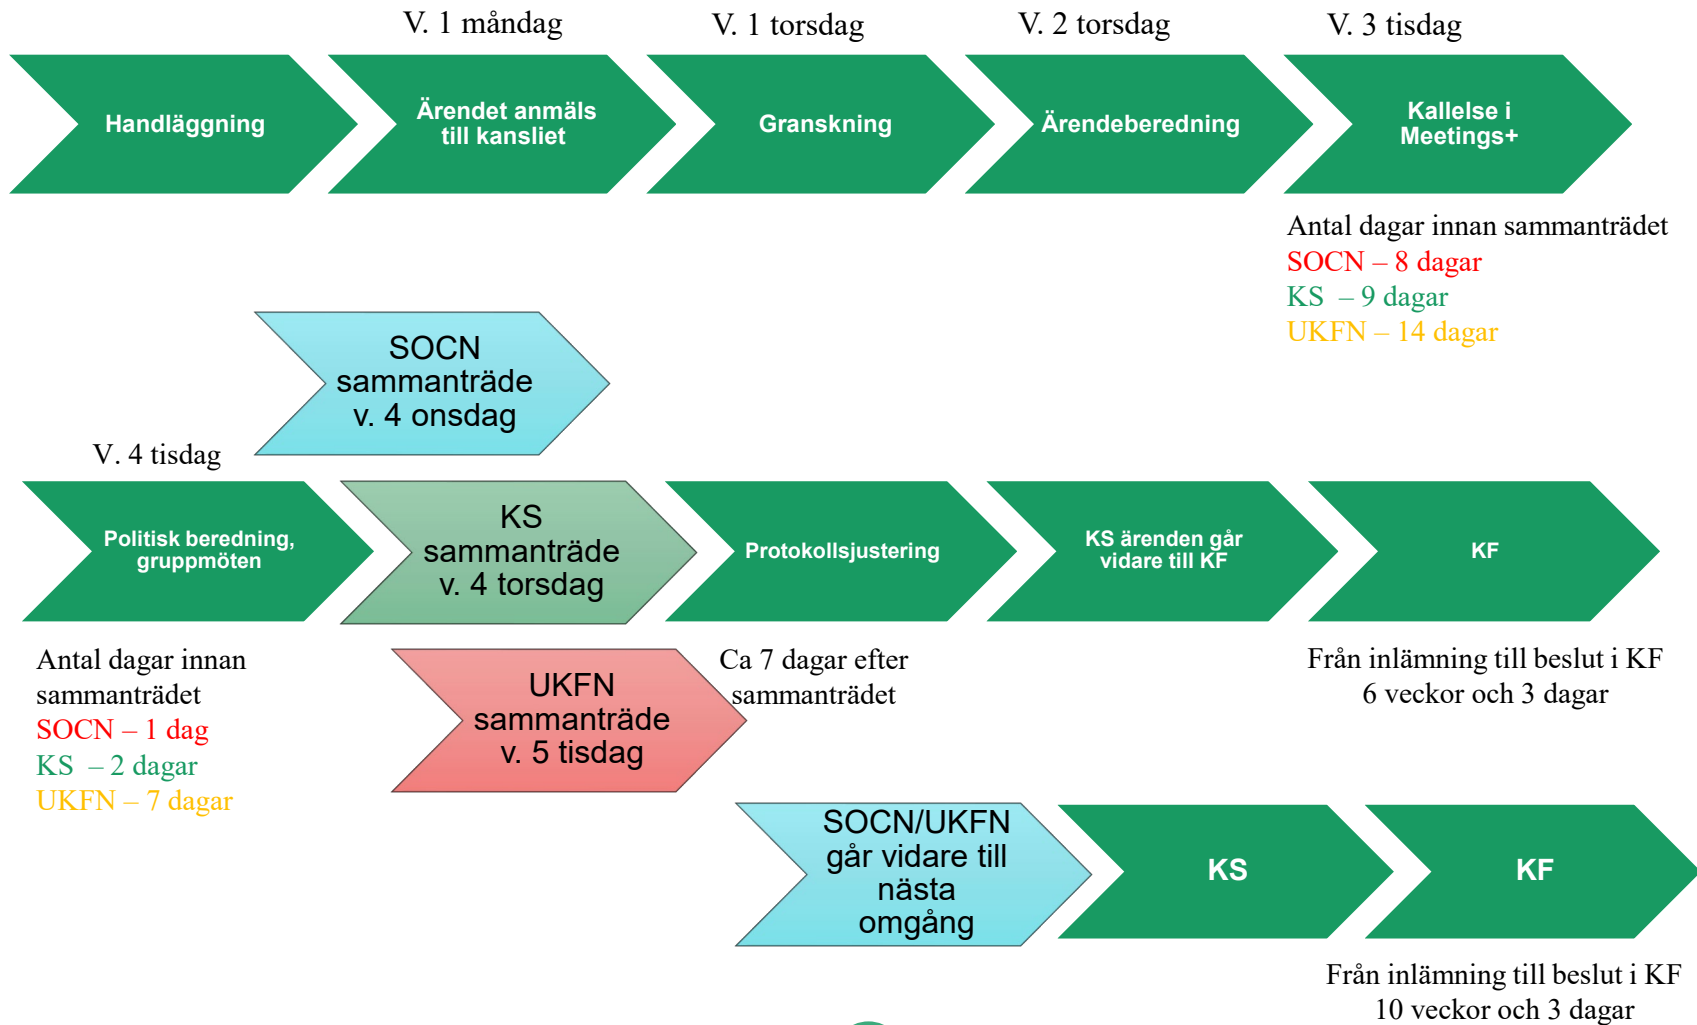 V. 1 måndag
V. 1 torsdag
V. 2 torsdag
V. 3 tisdag
Handläggning
Ärendet anmäls
till kansliet
Granskning
Ärendeberedning
Kallelse i
Meetings+
Antal dagar innan sammanträdet
SOCN – 8 dagar
KS – 9 dagar
UKFN – 14 dagar
SOCN
sammanträde
v. 4 onsdag
V. 4 tisdag
Politisk beredning,
gruppmöten
KS
sammanträde
v. 4 torsdag
Protokollsjustering
KS ärenden går
vidare till KF
KF
Antal dagar innan
sammanträdet
SOCN – 1 dag
KS – 2 dagar
UKFN – 7 dagar
UKFN
sammanträde
v. 5 tisdag
Ca 7 dagar efter
sammanträdet
Från inlämning till beslut i KF
6 veckor och 3 dagar
SOCN/UKFN
går vidare till
nästa
omgång
KS
KF
Från inlämning till beslut i KF
10 veckor och 3 dagar